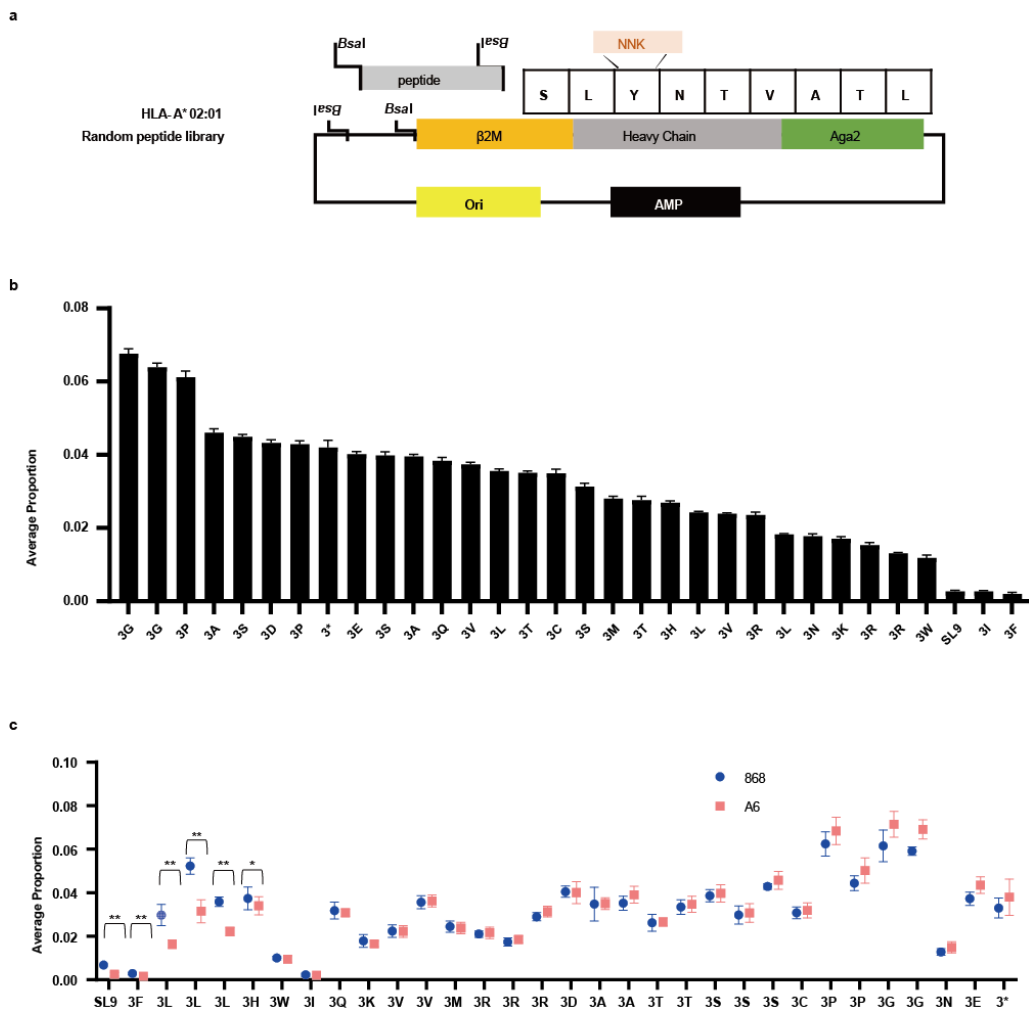 a
BsaI
BsaI
NNK
peptide
S L Y N T V A T L
HLA-A* 02:01
Random peptide library
BsaI
BsaI
β2M
Heavy Chain
Aga2
Ori
AMP
b
Average Proportion
0.08
0.06
0.04
0.02
0.00
3G 3G 3P 3A 3S 3D 3P 3* 3E 3S 3A 3Q 3V 3L 3T 3C 3S 3M 3T 3H 3L 3V 3R 3L 3N 3K 3R 3R 3W SL9 3I 3F
c
Average Proportion
0.10
0.08
0.06
0.04
0.02
0.00
868
A6
**
**
**
**
**
*
SL9 3F 3L 3L 3L 3H 3W 3I 3Q 3K 3V 3V 3M 3R 3R 3R 3D 3A 3A 3T 3T 3S 3S 3S 3C 3P 3P 3G 3G 3N 3E 3*